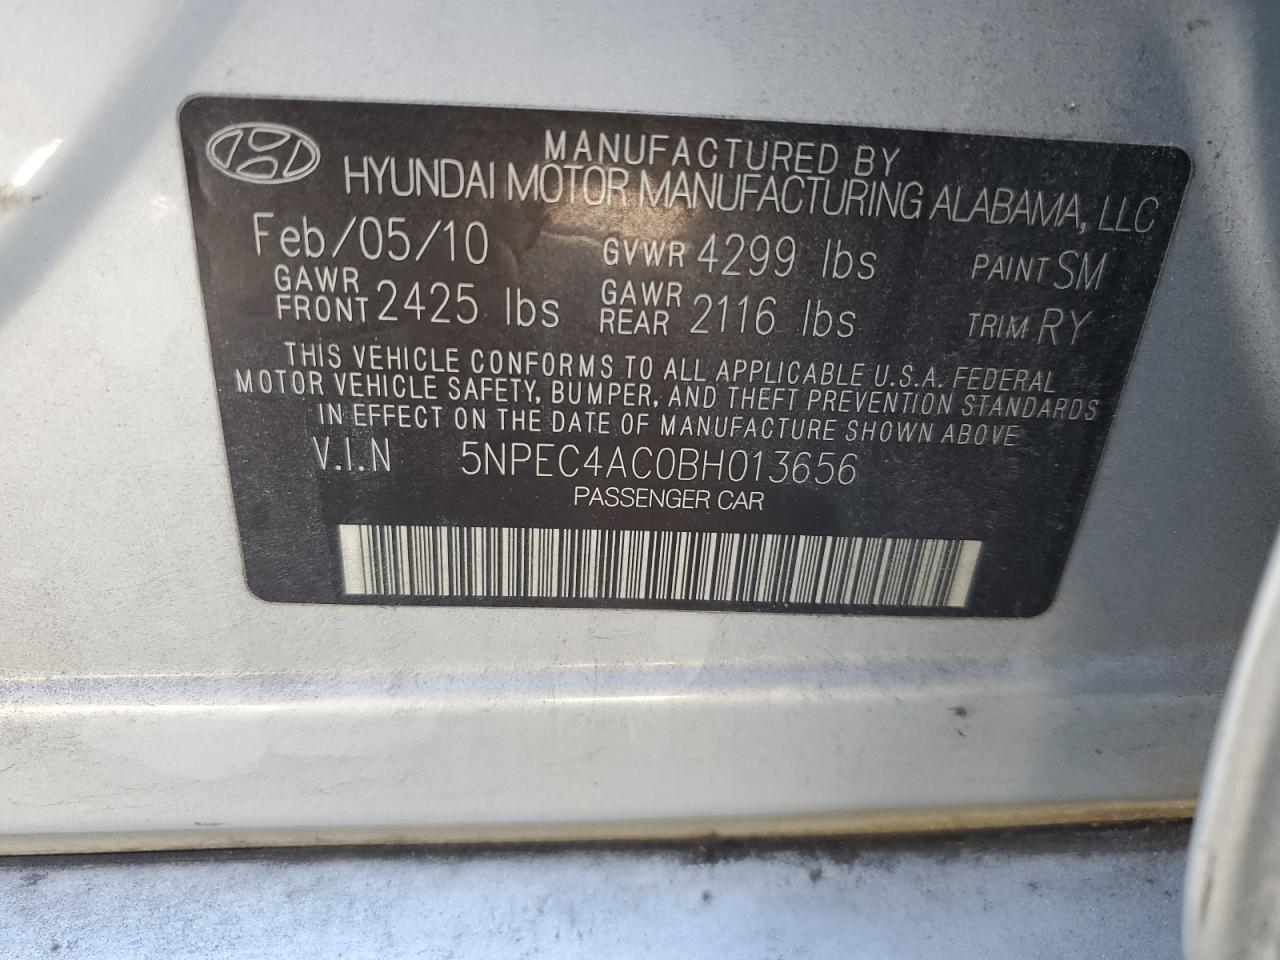 MANUFACTURED BY
HYUNDAI MOTOR MANUFACTURING ALABAMA, LLC
Feb/05/10 GVWR 4299 lbs PAINT SM
GAWR FRONT 2425 lbs GAWR REAR 2116 lbs TRIM RY
THIS VEHICLE CONFORMS TO ALL APPLICABLE U.S.A. FEDERAL
MOTOR VEHICLE SAFETY, BUMPER, AND THEFT PREVENTION STANDARDS
IN EFFECT ON THE DATE OF MANUFACTURE SHOWN ABOVE
V.I.N 5NPEC4AC0BH013656
PASSENGER CAR